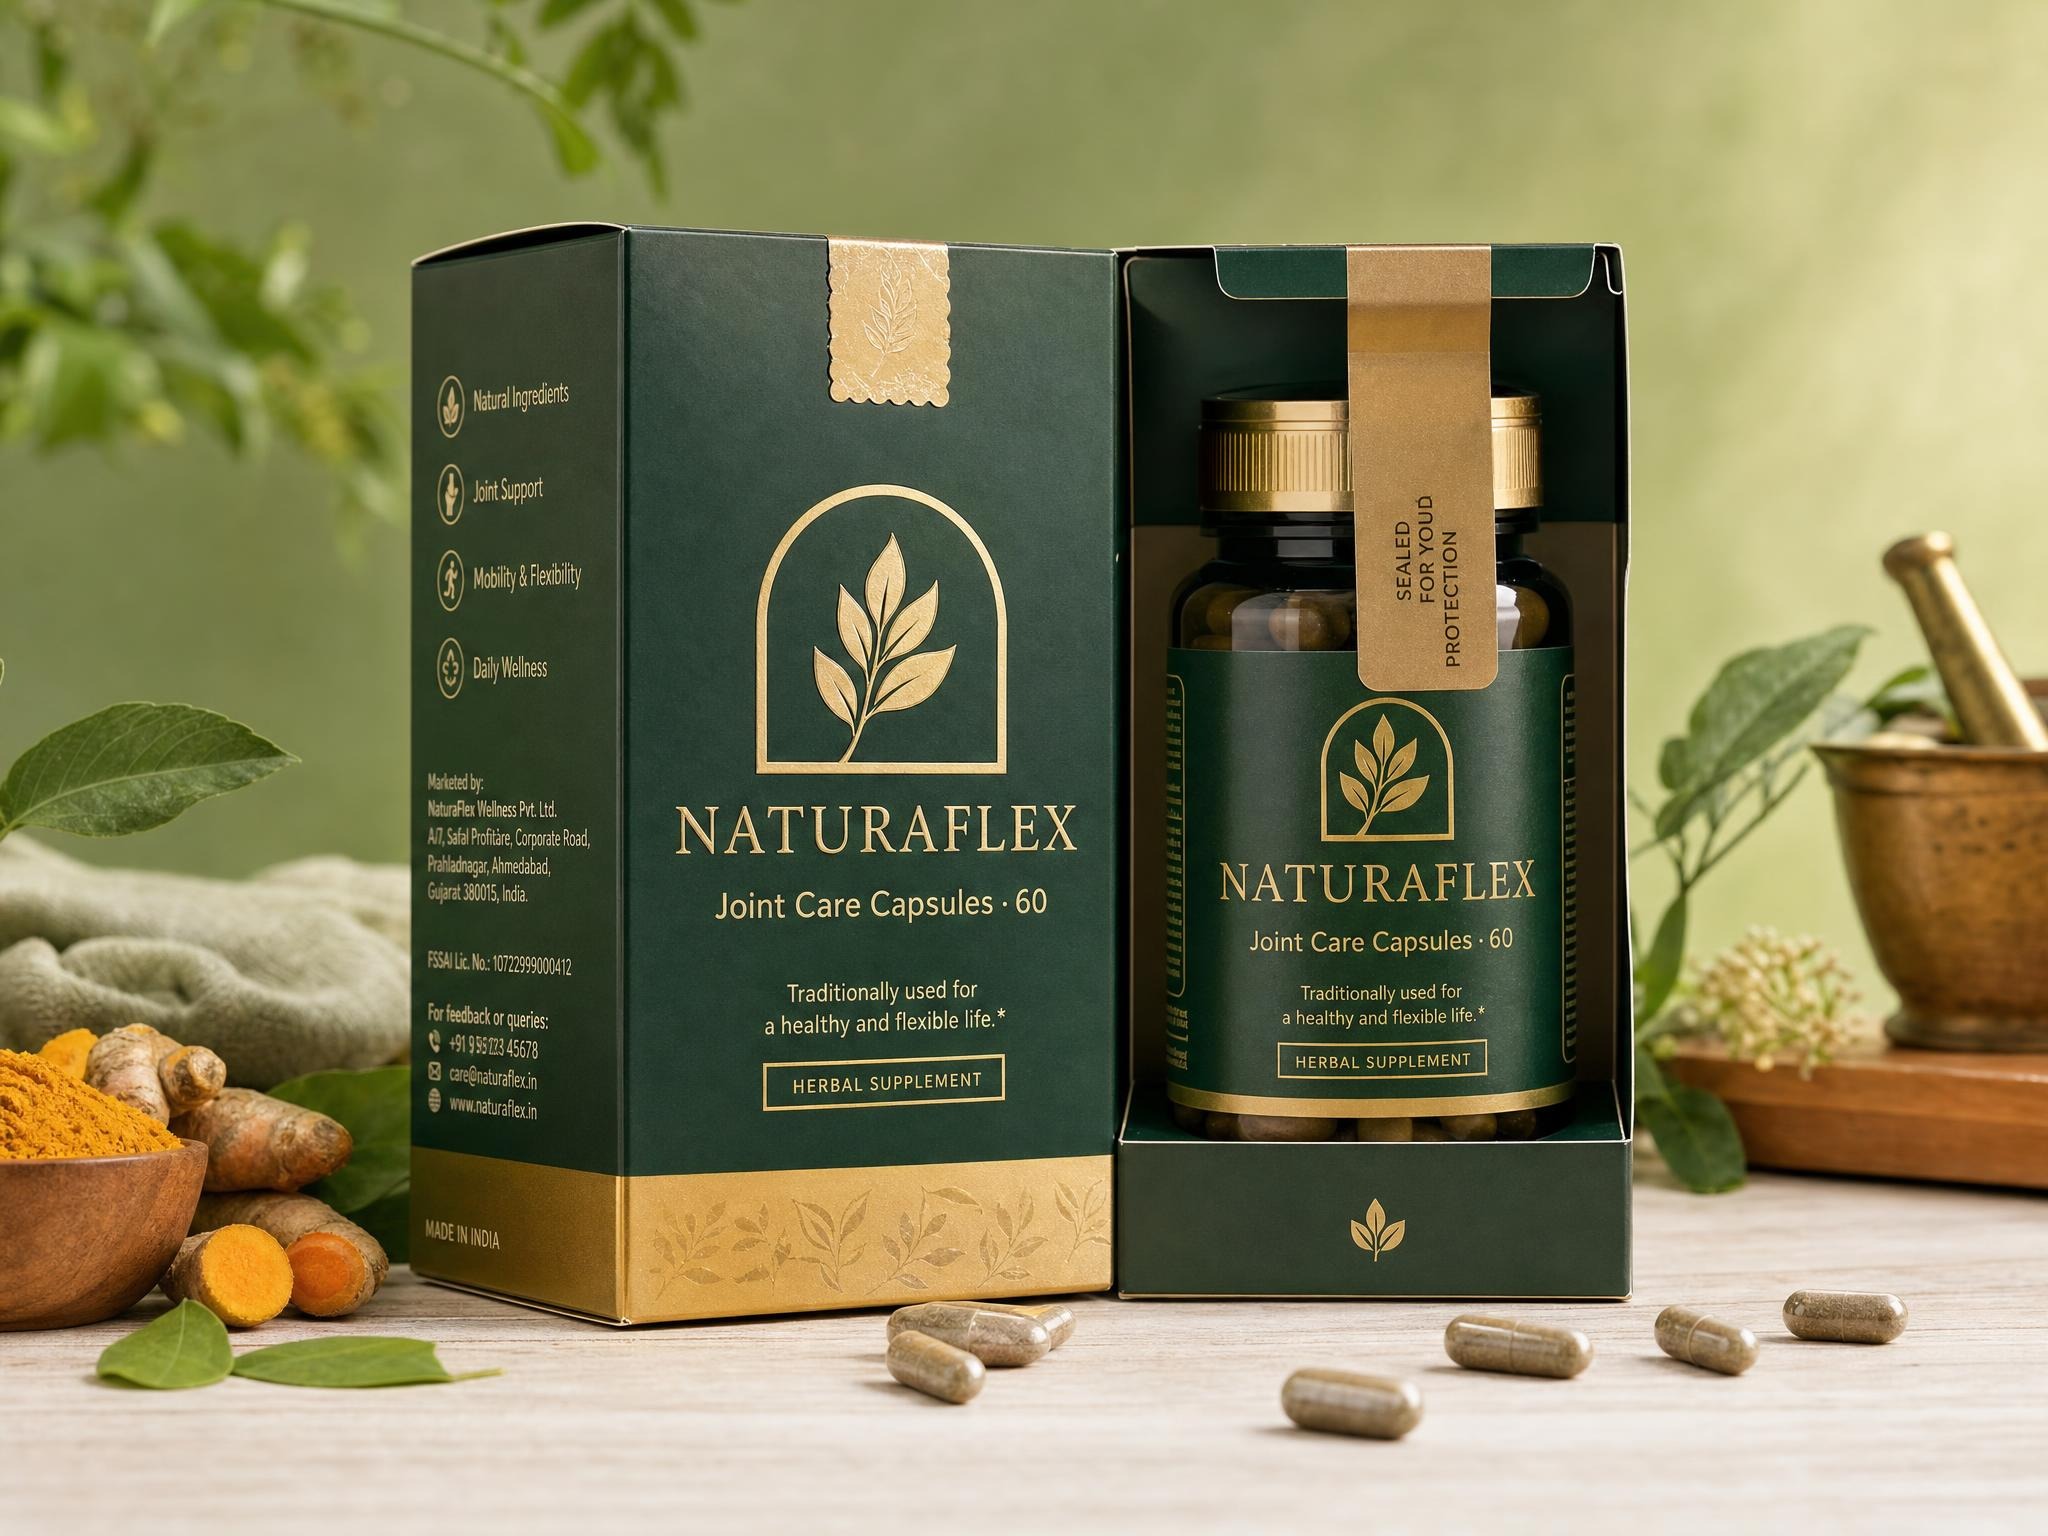 Natural Ingredients
Joint Support
Mobility & Flexibility
Daily Wellness
Marketed by:
NaturaFlex Wellness Pvt. Ltd.
A/7, Safal Profitàre, Corporate Road,
Prahladnagar, Ahmedabad,
Gujarat 380015, India.
FSSAI Lic. No.: 10722999000412
For feedback or queries:
+91 45678
care@naturaflex.in
www.naturaflex.in
MADE IN INDIA
NATURAFLEX
Joint Care Capsules · 60
Traditionally used for
a healthy and flexible life.*
HERBAL SUPPLEMENT
SEALED
FOR YOUD
PROTECTION
NATURAFLEX
Joint Care Capsules · 60
Traditionally used for
a healthy and flexible life.*
HERBAL SUPPLEMENT